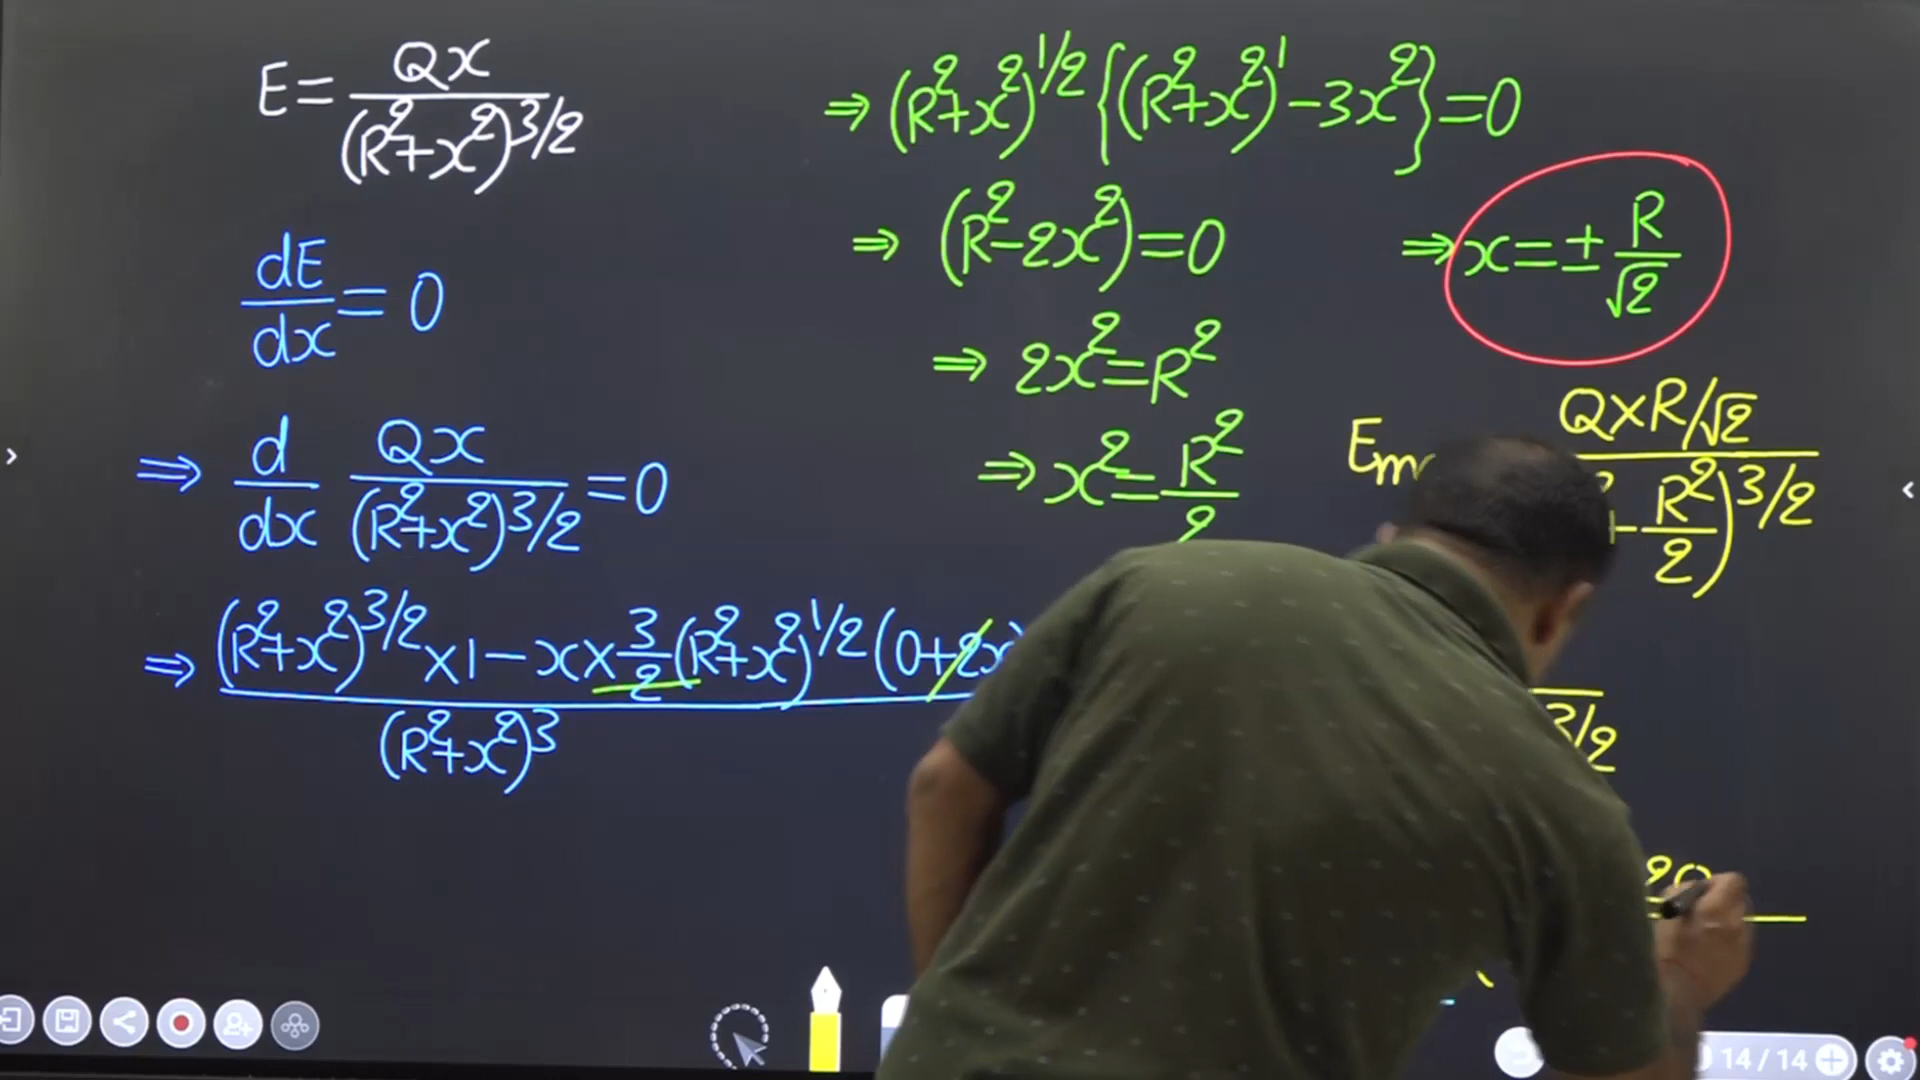 E = Qx / (R²+x²)^3/2
dE/dx = 0
⇒ d/dx Qx / (R²+x²)^3/2 = 0
⇒ (R²+x²)^3/2 × 1 − x × 3/2 (R²+x²)^1/2 (0+2x) / (R²+x²)^3
⇒ (R²+x²)^1/2 {(R²+x²)^1 − 3x²} = 0
⇒ (R²−2x²) = 0
⇒ 2x² = R²
⇒ x² = R²/2
⇒ x = ± R/√2
Em Q×R/√2 / R²/2)^3/2
3/2
14 / 14